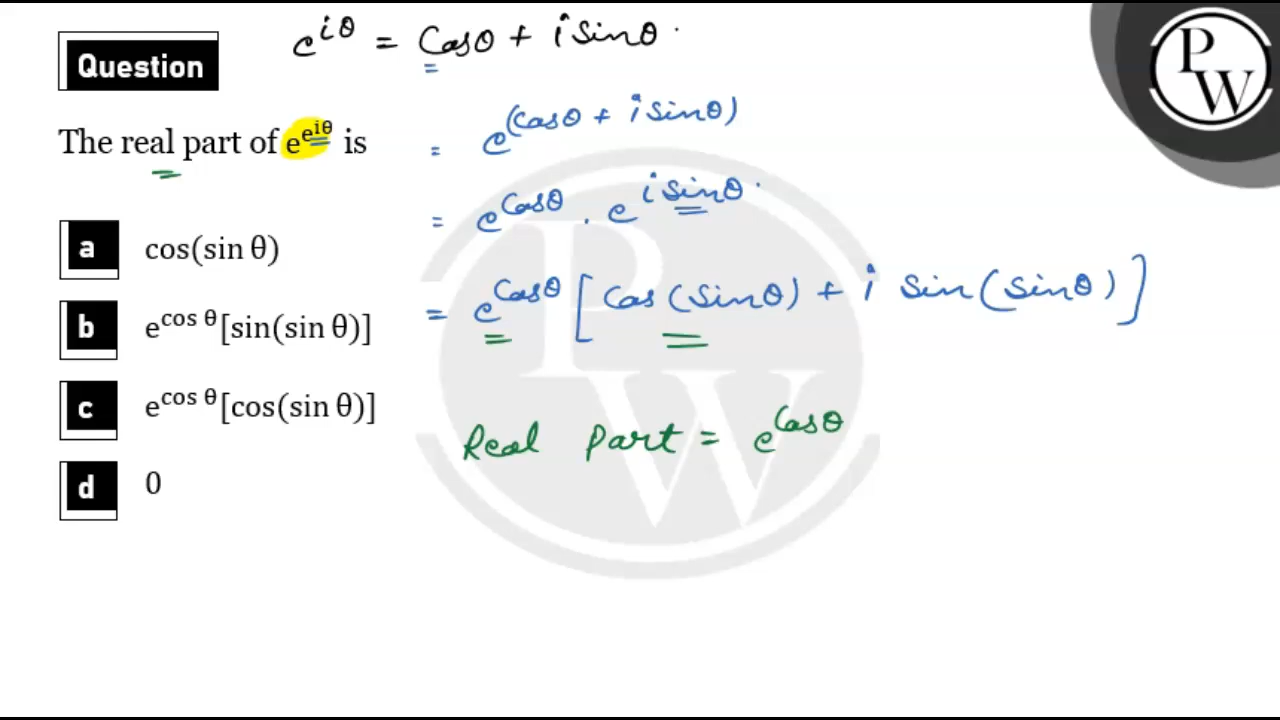 e^{iθ} = Cosθ + i sinθ.
Question
The real part of e^{e^{iθ}} is
= e^{(Cosθ + i sinθ)}
= e^{Cosθ} . e^{i sinθ}.
= e^{Cosθ} [Cos (sinθ) + i sin (sinθ)]
a cos(sin θ)
b e^{cos θ}[sin(sin θ)]
c e^{cos θ}[cos(sin θ)]
d 0
Real Part = e^{Cosθ}
P
W
P
W